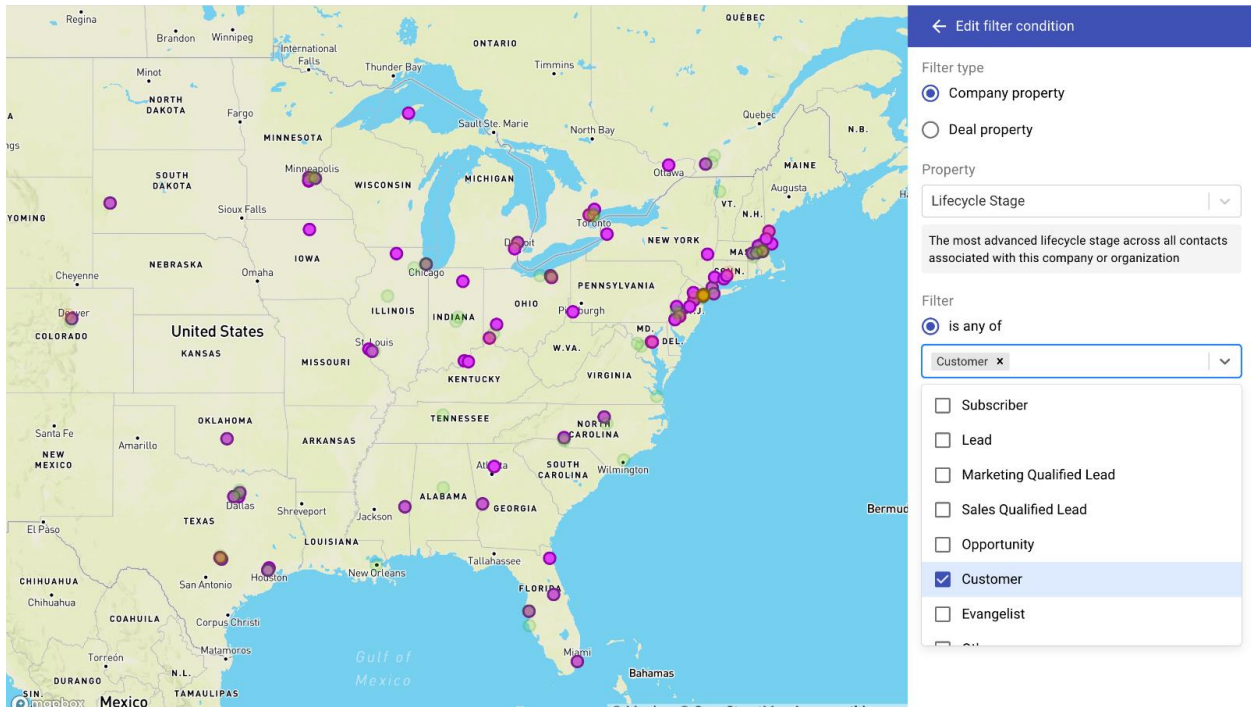 Regina
Brandon
Winnipeg
International
Falls
Thunder Bay
ONTARIO
Timmins
QUÉBEC
Minot
NORTH
DAKOTA
Fargo
MINNESOTA
Sault Ste. Marie
North Bay
Quebec
N.B.
Minneapolis
SOUTH
DAKOTA
WISCONSIN
MICHIGAN
Ottawa
MAINE
Augusta
VT.
N.H.
Sioux Falls
Toronto
NEW YORK
YOMING
Detroit
NEBRASKA
IOWA
Chicago
CONN.
Cheyenne
Omaha
PENNSYLVANIA
OHIO
ILLINOIS
INDIANA
Denver
COLORADO
United States
KANSAS
MISSOURI
St. Louis
MD.
DEL.
W.VA.
KENTUCKY
VIRGINIA
TENNESSEE
NORTH
CAROLINA
OKLAHOMA
Santa Fe
Amarillo
NEW
MEXICO
ARKANSAS
Atlanta
SOUTH
CAROLINA
Wilmington
ALABAMA
GEORGIA
Dallas
Shreveport
Jackson
Bermud
TEXAS
El Paso
LOUISIANA
Tallahassee
New Orleans
San Antonio
Houston
CHIHUAHUA
Chihuahua
FLORIDA
COAHUILA
Corpus Christi
Matamoros
Gulf of
Mexico
Miami
Torreón
DURANGO
N.L.
Bahamas
SIN.
TAMAULIPAS
mapbox
Mexico
Edit filter condition
Filter type
Company property
Deal property
Property
Lifecycle Stage
The most advanced lifecycle stage across all contacts
associated with this company or organization
Filter
is any of
Customer ×
Subscriber
Lead
Marketing Qualified Lead
Sales Qualified Lead
Opportunity
Customer
Evangelist